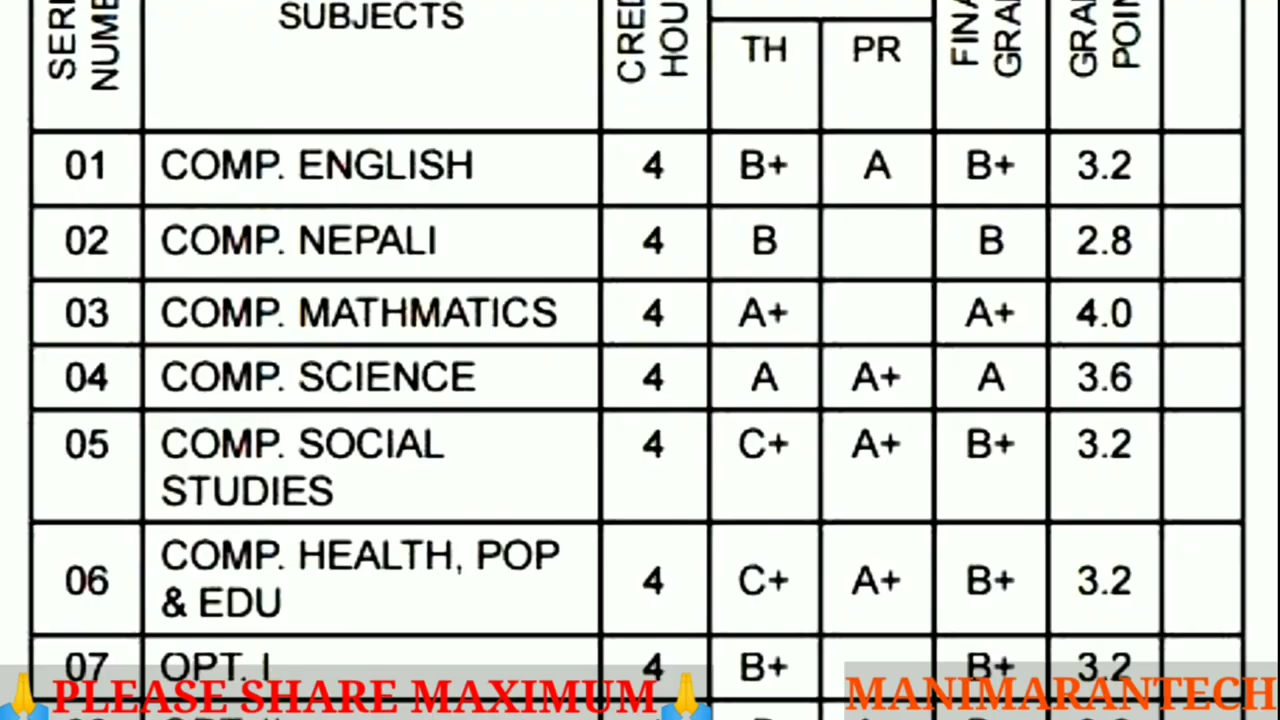 SUBJECTS
TH PR
01 COMP. ENGLISH 4 B+ A B+ 3.2
02 COMP. NEPALI 4 B B 2.8
03 COMP. MATHMATICS 4 A+ A+ 4.0
04 COMP. SCIENCE 4 A A+ A 3.6
05 COMP. SOCIAL 4 C+ A+ B+ 3.2
STUDIES
COMP. HEALTH, POP
06 4 C+ A+ B+ 3.2
& EDU
07 OPT. I 4 B+ B+ 3.2
PLEASE SHARE MAXIMUM
MANIMARANTECH